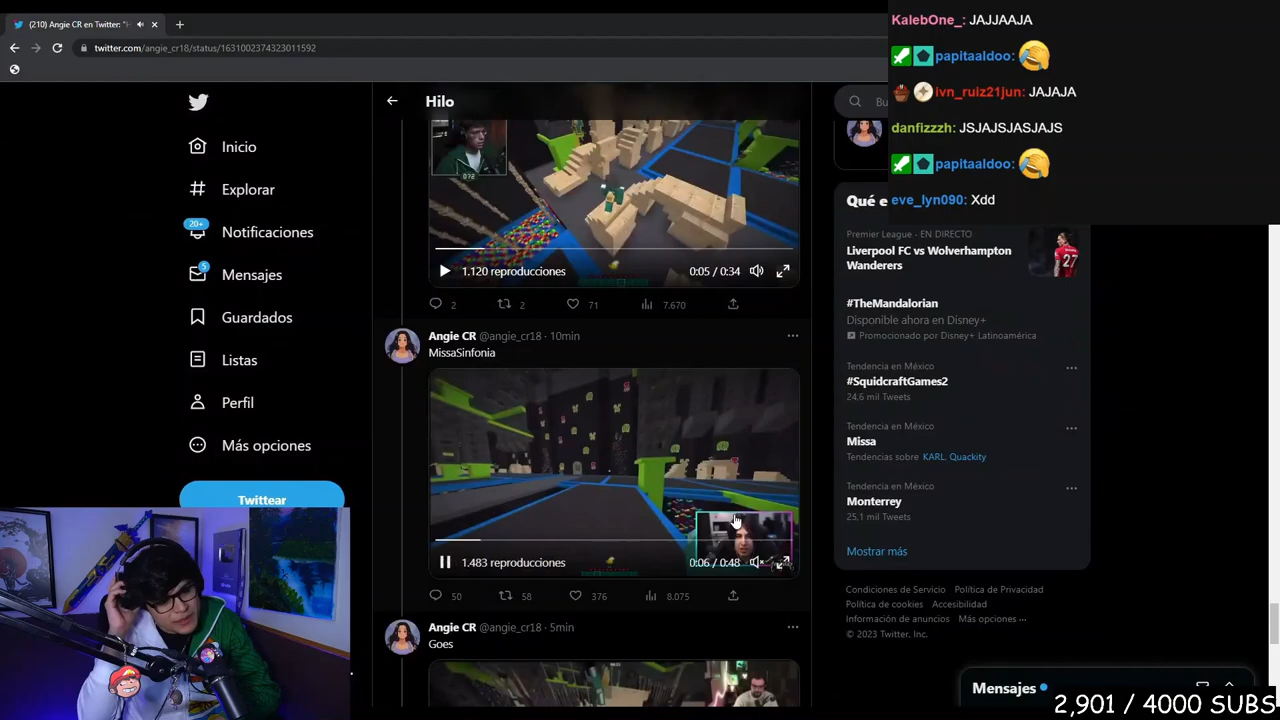 (210) Angie CR en Twitter: "H
twitter.com/angie_cr18/status/1631002374323011592
KalebOne_: JAJJAAJA
papitaaldoo:
ivn_ruiz21jun: JAJAJA
danfizzzh: JSJAJSJASJAJS
papitaaldoo:
eve_lyn090: Xdd
Inicio
Explorar
20+
Notificaciones
5
Mensajes
Guardados
Listas
Perfil
Más opciones
Twittear
Hilo
1.120 reproducciones
0:05 / 0:34
2
2
71
7.670
Angie CR @angie_cr18 · 10min
MissaSinfonia
1.483 reproducciones
0:06 / 0:48
50
58
376
8.075
Angie CR @angie_cr18 · 5min
Goes
Bu
Qué e
Premier League · EN DIRECTO
Liverpool FC vs Wolverhampton
Wanderers
27
#TheMandalorian
Disponible ahora en Disney+
Promocionado por Disney+ Latinoamérica
Tendencia en México
#SquidcraftGames2
24,6 mil Tweets
Tendencia en México
Missa
Tendencias sobre KARL, Quackity
Tendencia en México
Monterrey
25,1 mil Tweets
Mostrar más
Condiciones de Servicio Política de Privacidad
Política de cookies Accesibilidad
Información de anuncios Más opciones ···
© 2023 Twitter, Inc.
Mensajes
2,901 / 4000 SUBS